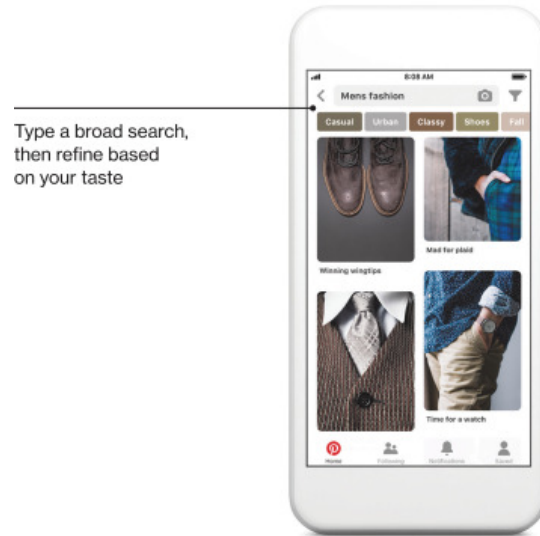 Type a broad search,
then refine based
on your taste
8:08 AM
Mens fashion
Casual Urban Classy Shoes Fall
Mad for plaid
Winning wingtips
Time for a watch
Home Following Notifications Saved